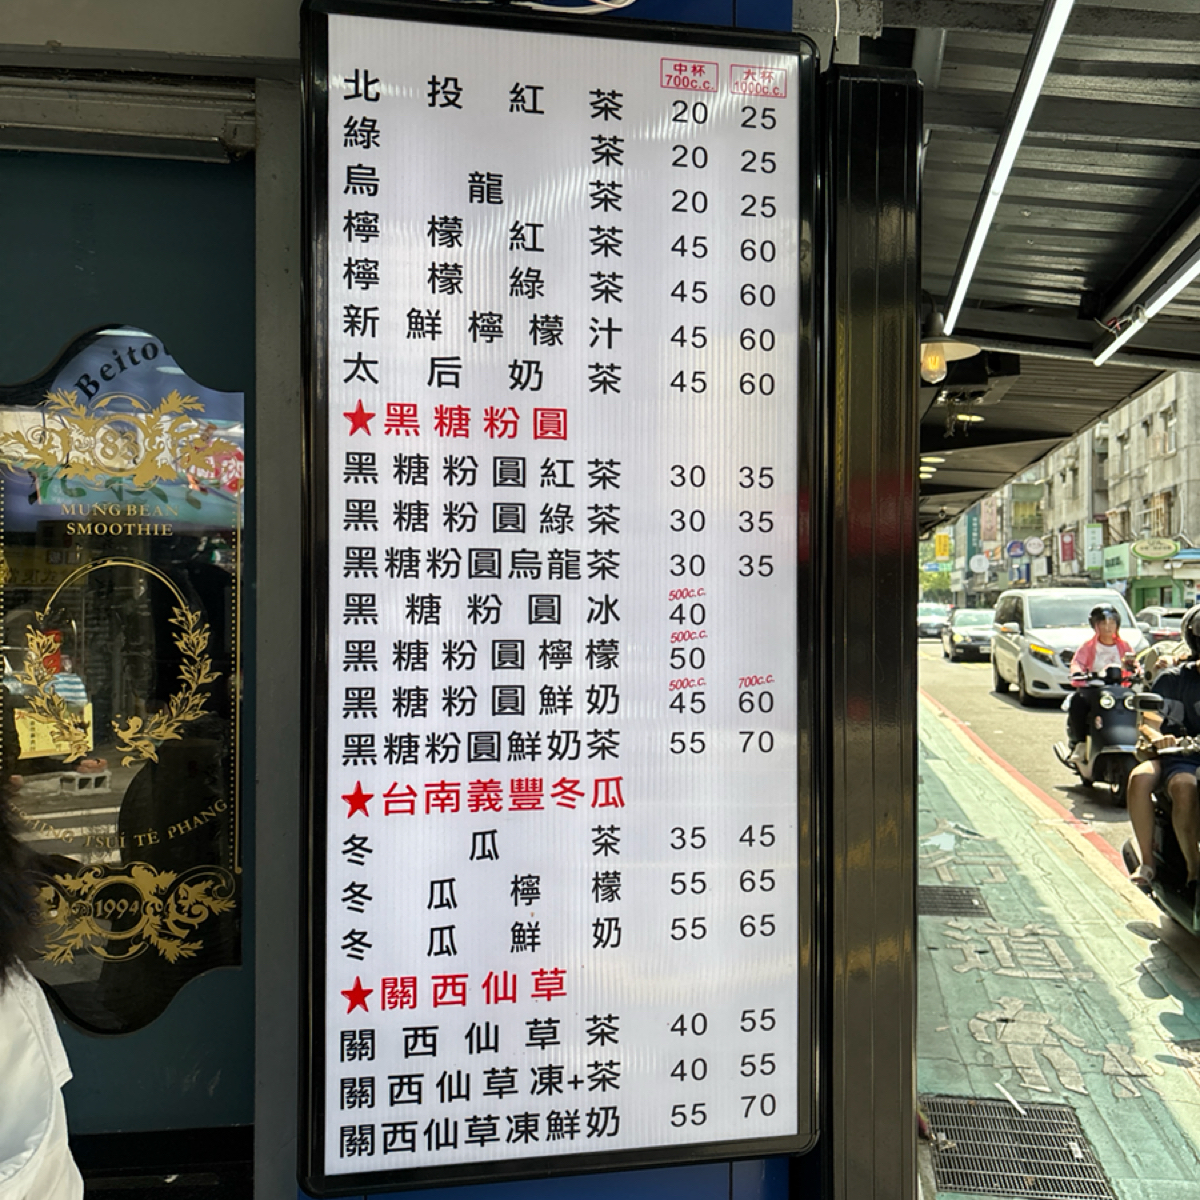 中杯 大杯
700c.c. 1000c.c.
北投紅茶 20 25
綠茶 20 25
烏龍茶 20 25
檸檬紅茶 45 60
檸檬綠茶 45 60
新鮮檸檬汁 45 60
太后奶茶 45 60
★黑糖粉圓
黑糖粉圓紅茶 30 35
黑糖粉圓綠茶 30 35
黑糖粉圓烏龍茶 30 35
500c.c.
黑糖粉圓冰 40
500c.c.
黑糖粉圓檸檬 50
500c.c. 700c.c.
黑糖粉圓鮮奶 45 60
黑糖粉圓鮮奶茶 55 70
★台南義豐冬瓜
冬瓜茶 35 45
冬瓜檸檬 55 65
冬瓜鮮奶 55 65
★關西仙草
關西仙草茶 40 55
關西仙草凍+茶 40 55
關西仙草凍鮮奶 55 70
83
MUNG BEAN
SMOOTHIE
TSUI TE PHANG
1994